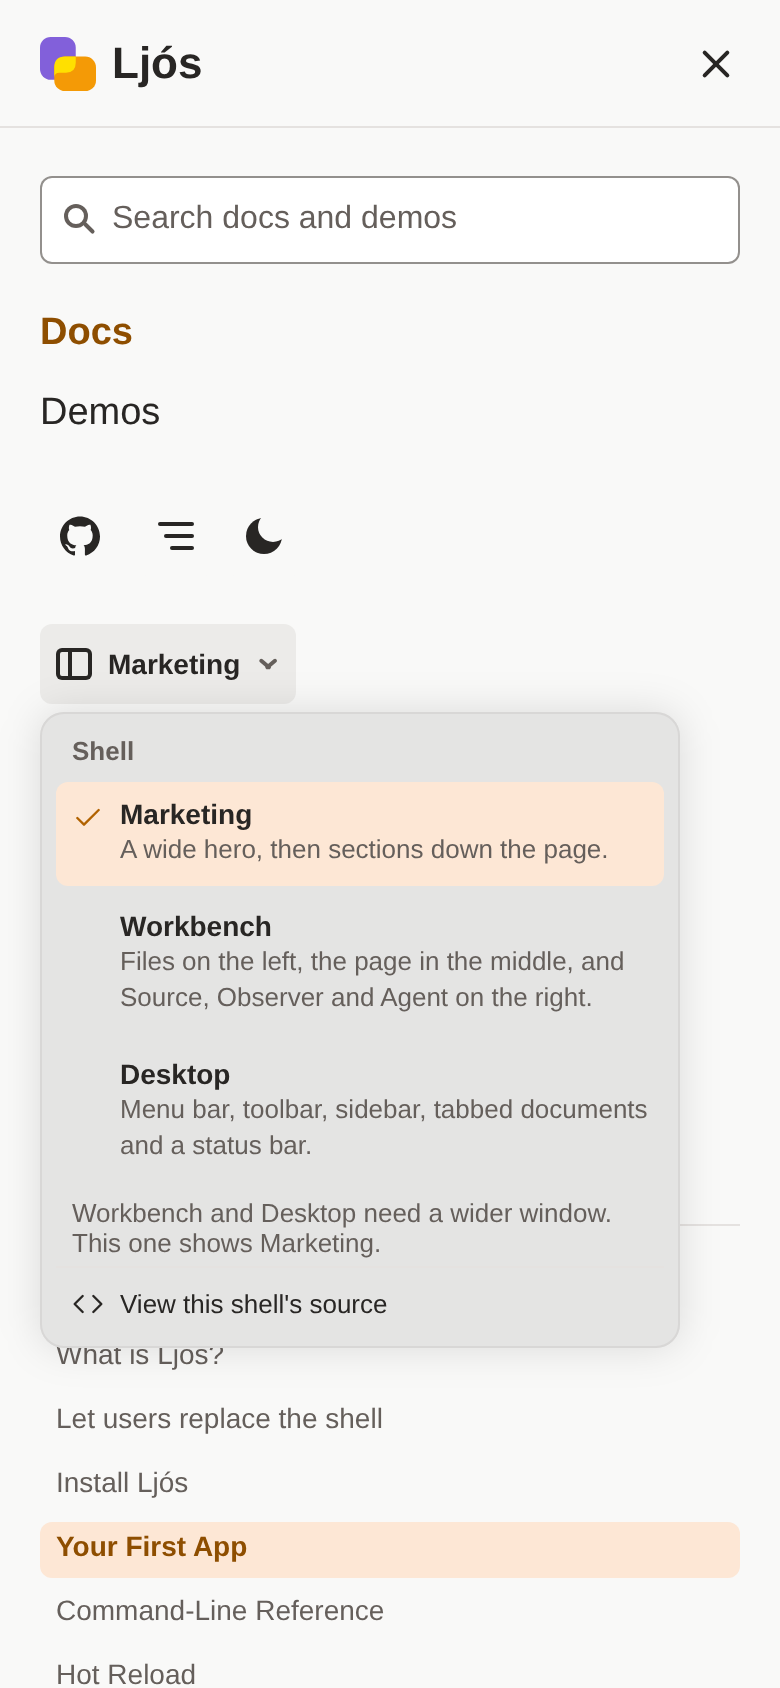 Ljós
Search docs and demos
Docs
Demos
Marketing
Shell
Marketing
A wide hero, then sections down the page.
Workbench
Files on the left, the page in the middle, and
Source, Observer and Agent on the right.
Desktop
Menu bar, toolbar, sidebar, tabbed documents
and a status bar.
Workbench and Desktop need a wider window.
This one shows Marketing.
View this shell's source
What is Ljós?
Let users replace the shell
Install Ljós
Your First App
Command-Line Reference
Hot Reload